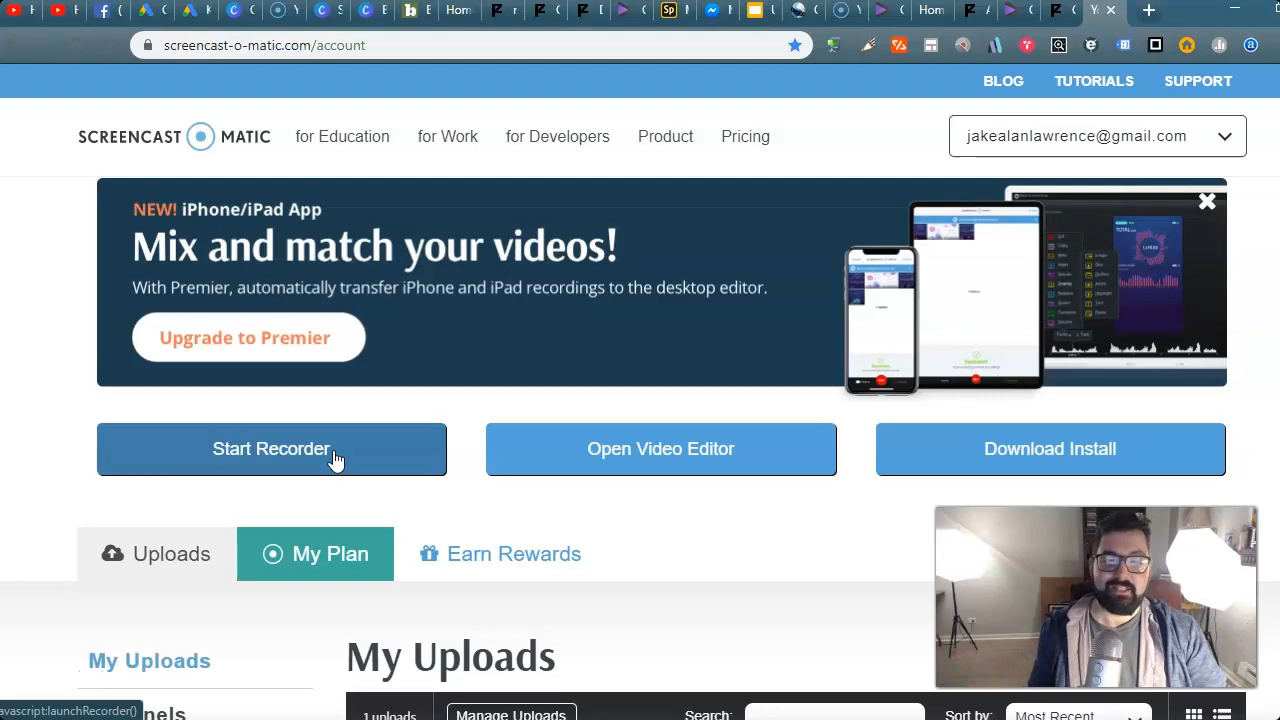 screencast-o-matic.com/account
BLOG TUTORIALS SUPPORT
SCREENCAST MATIC for Education for Work for Developers Product Pricing jakealanlawrence@gmail.com
NEW! iPhone/iPad App
Mix and match your videos!
With Premier, automatically transfer iPhone and iPad recordings to the desktop editor.
Upgrade to Premier
Start Recorder Open Video Editor Download Install
Uploads My Plan Earn Rewards
My Uploads
My Uploads
1 uploads Manage Uploads Search: Sort by: Most Recent
avascript:launchRecorder() nels